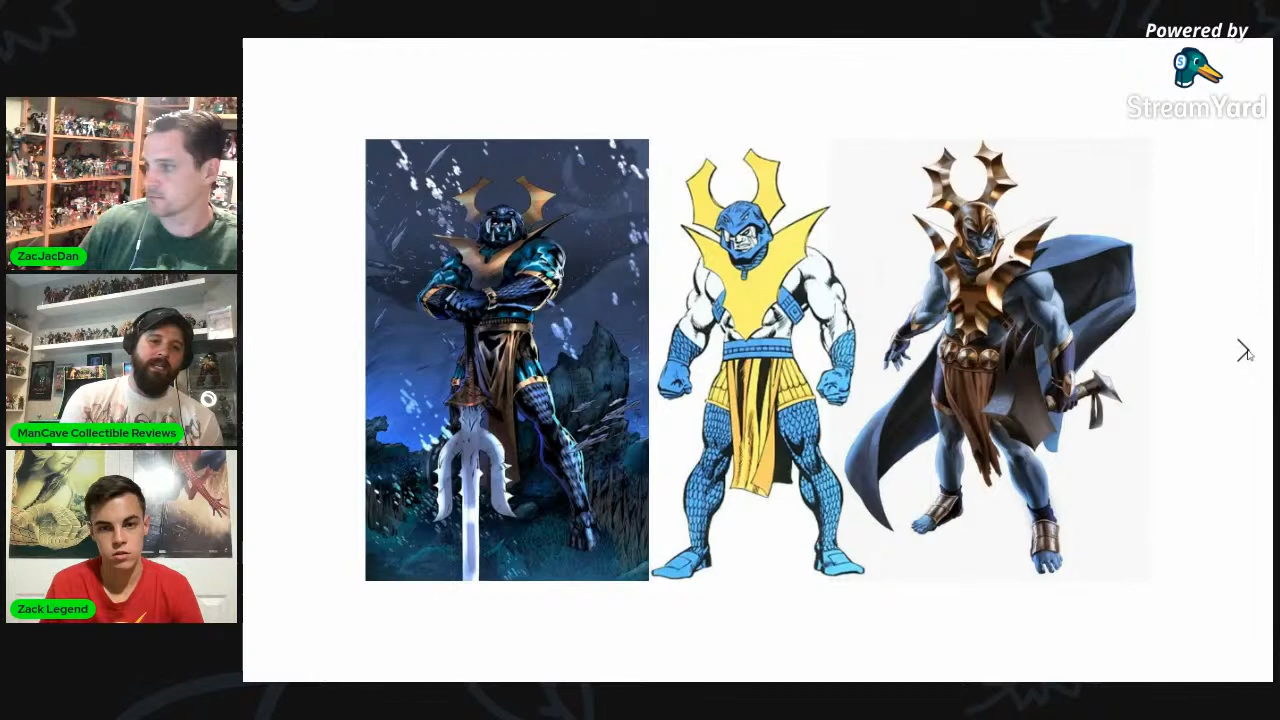 Powered by
S
StreamYard
ZacJacDan
ManCave Collectible Reviews
Zack Legend